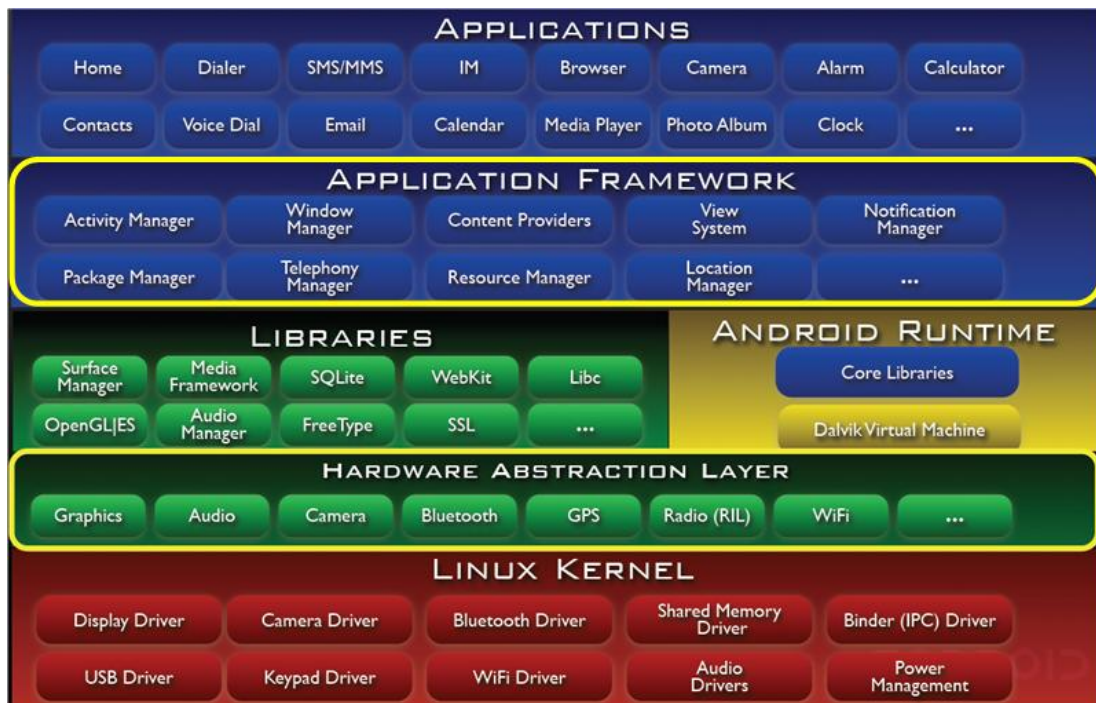 APPLICATIONS
Home Dialer SMS/MMS IM Browser Camera Alarm Calculator
Contacts Voice Dial Email Calendar Media Player Photo Album Clock ...
APPLICATION FRAMEWORK
Activity Manager Window Manager Content Providers View System Notification Manager
Package Manager Telephony Manager Resource Manager Location Manager ...
LIBRARIES
Surface Manager Media Framework SQLite WebKit Libc
OpenGL|ES Audio Manager FreeType SSL ...
ANDROID RUNTIME
Core Libraries
Dalvik Virtual Machine
HARDWARE ABSTRACTION LAYER
Graphics Audio Camera Bluetooth GPS Radio (RIL) WiFi ...
LINUX KERNEL
Display Driver Camera Driver Bluetooth Driver Shared Memory Driver Binder (IPC) Driver
USB Driver Keypad Driver WiFi Driver Audio Drivers Power Management